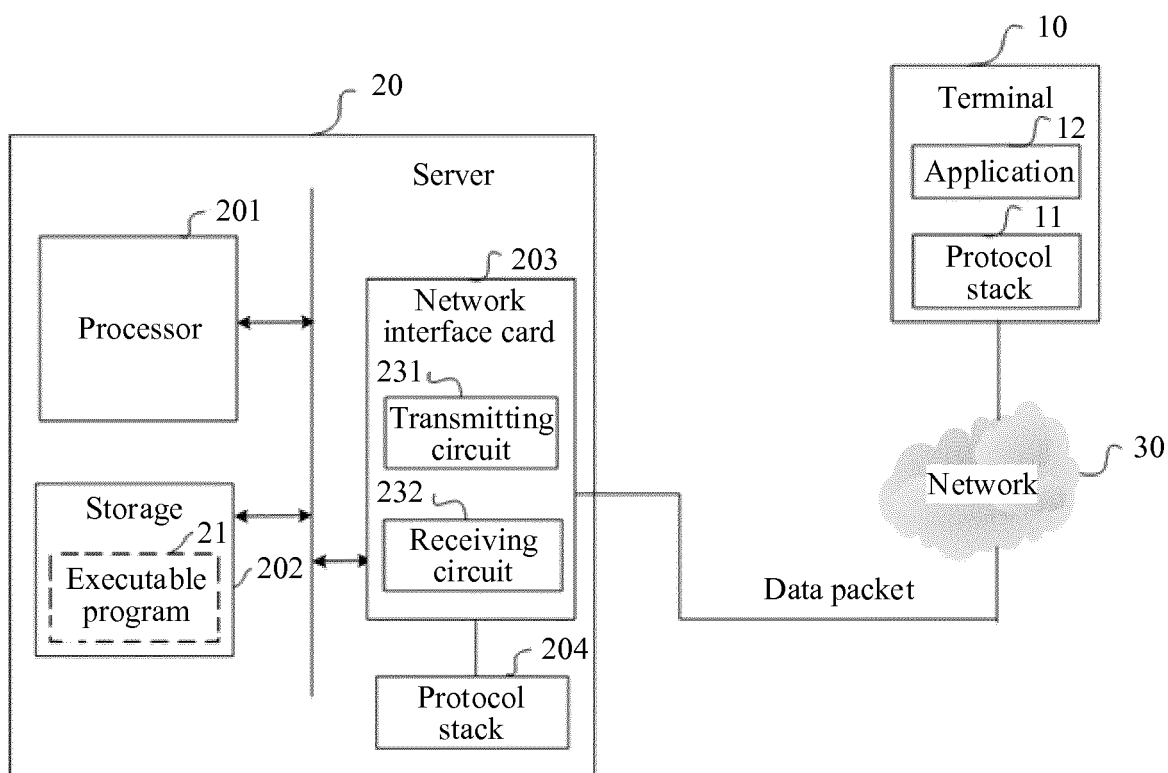 10
Terminal
12
Application
11
Protocol
stack
20
Server
201
Processor
203
Network
interface card
231
Transmitting
circuit
232
Receiving
circuit
Storage
21
Executable
program
202
204
Protocol
stack
Network
30
Data packet